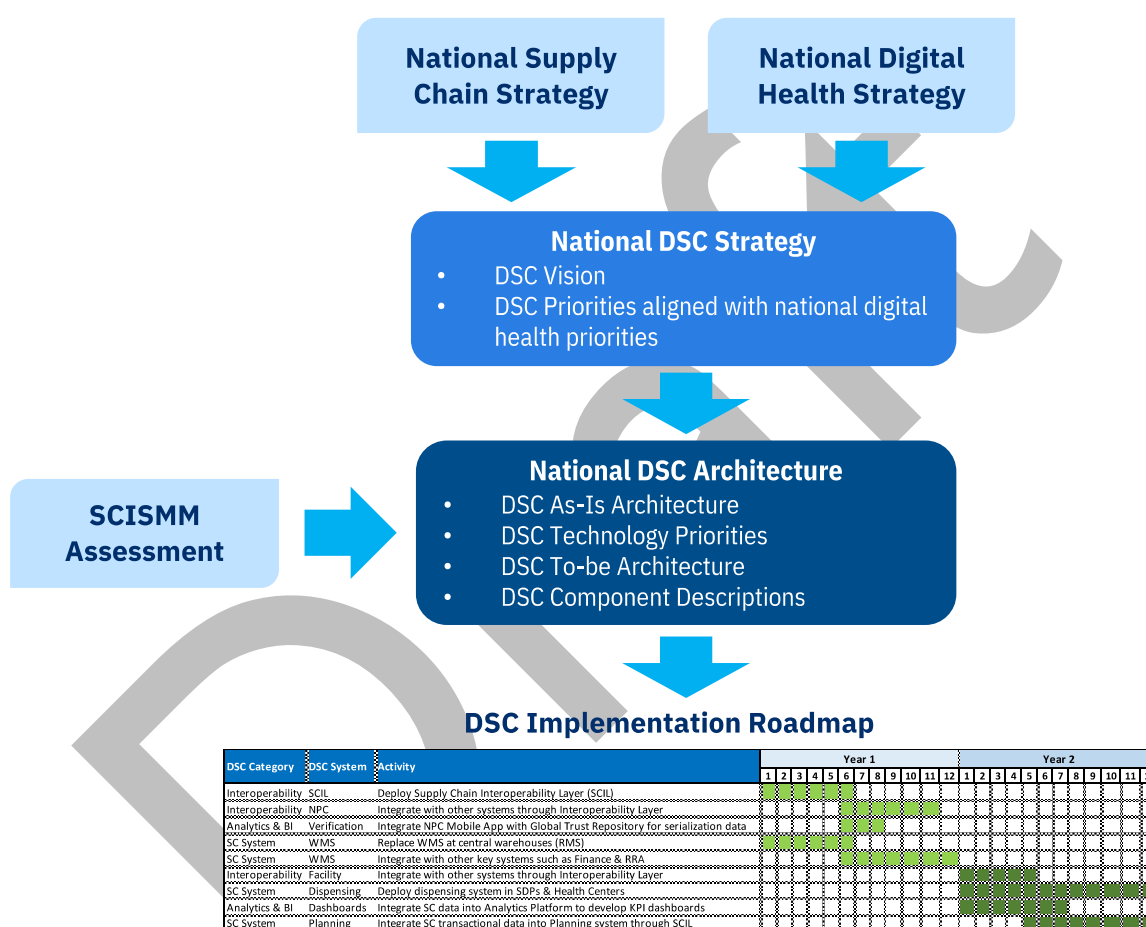 National Supply
Chain Strategy
National Digital
Health Strategy
National DSC Strategy
• DSC Vision
• DSC Priorities aligned with national digital
health priorities
National DSC Architecture
• DSC As-Is Architecture
• DSC Technology Priorities
• DSC To-be Architecture
• DSC Component Descriptions
SCISMM
Assessment
Draft
DSC Implementation Roadmap
Year 1 Year 2
DSC Category DSC System Activity 1 2 3 4 5 6 7 8 9 10 11 12 1 2 3 4 5 6 7 8 9 10 11
Interoperability SCIL Deploy Supply Chain Interoperability Layer (SCIL)
Interoperability NPC Integrate with other systems through Interoperability Layer
Analytics & BI Verification Integrate NPC Mobile App with Global Trust Repository for serialization data
SC System WMS Replace WMS at central warehouses (RMS)
SC System WMS Integrate with other key systems such as Finance & RRA
Interoperability Facility Integrate with other systems through Interoperability Layer
SC System Dispensing Deploy dispensing system in SDPs & Health Centers
Analytics & BI Dashboards Integrate SC data into Analytics Platform to develop KPI dashboards
SC System Planning Integrate SC transactional data into Planning system through SCIL